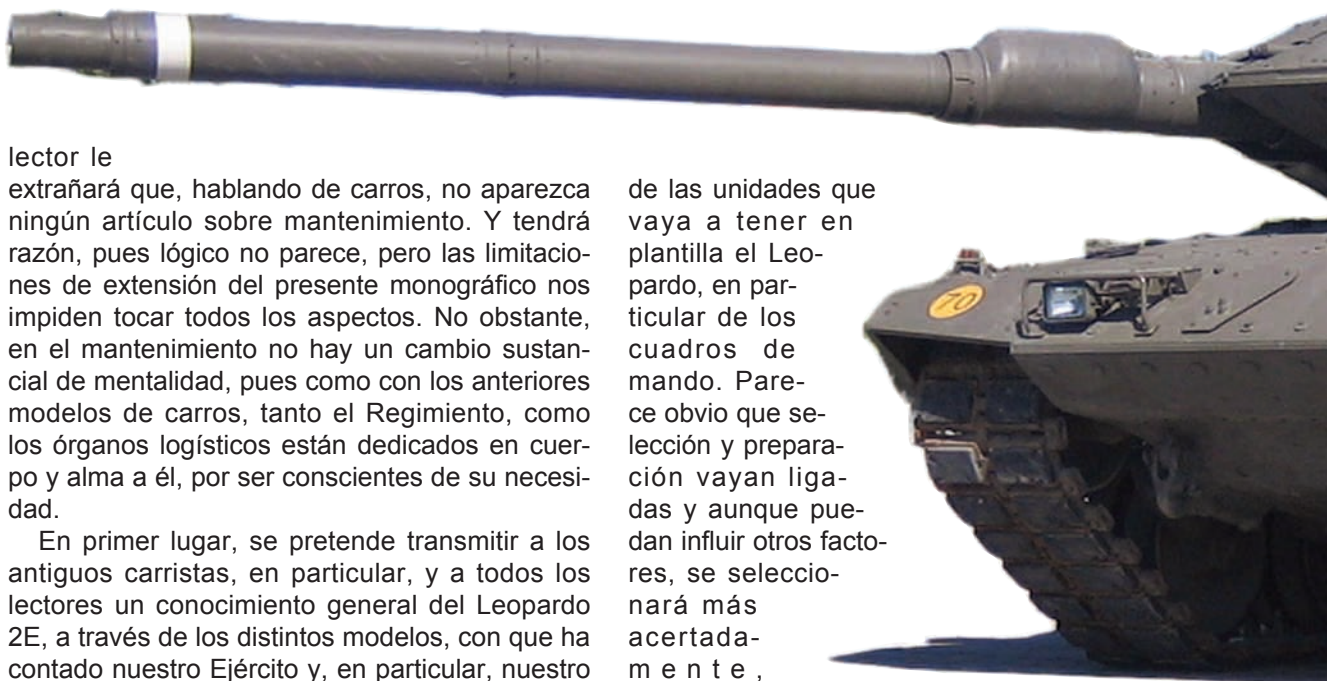 lector le
extrañará que, hablando de carros, no aparezca
ningún artículo sobre mantenimiento. Y tendrá
razón, pues lógico no parece, pero las limitacio-
nes de extensión del presente monográfico nos
impiden tocar todos los aspectos. No obstante,
en el mantenimiento no hay un cambio sustan-
cial de mentalidad, pues como con los anteriores
modelos de carros, tanto el Regimiento, como
los órganos logísticos están dedicados en cuer-
po y alma a él, por ser conscientes de su necesi-
dad.
En primer lugar, se pretende transmitir a los
antiguos carristas, en particular, y a todos los
lectores un conocimiento general del Leopardo
2E, a través de los distintos modelos, con que ha
contado nuestro Ejército y, en particular, nuestro
de las unidades que
vaya a tener en
plantilla el Leo-
pardo, en par-
ticular de los
cuadros de
mando. Pare-
ce obvio que se-
lección y prepara-
ción vayan liga-
das y aunque pue-
dan influir otros facto-
res, se seleccio-
nará más
acertada-
mente,
70